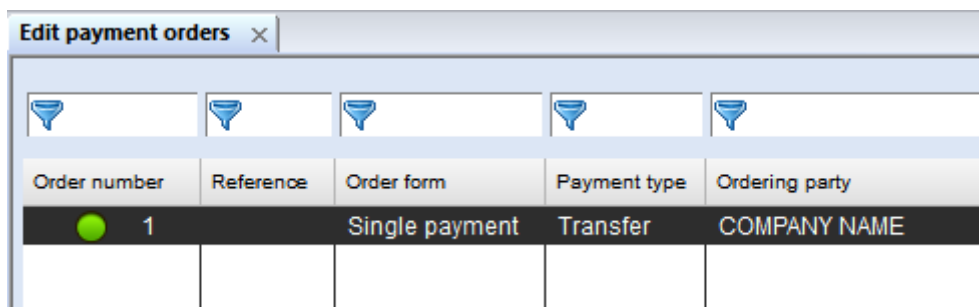 Edit payment orders ×
Order number Reference Order form Payment type Ordering party
1 Single payment Transfer COMPANY NAME